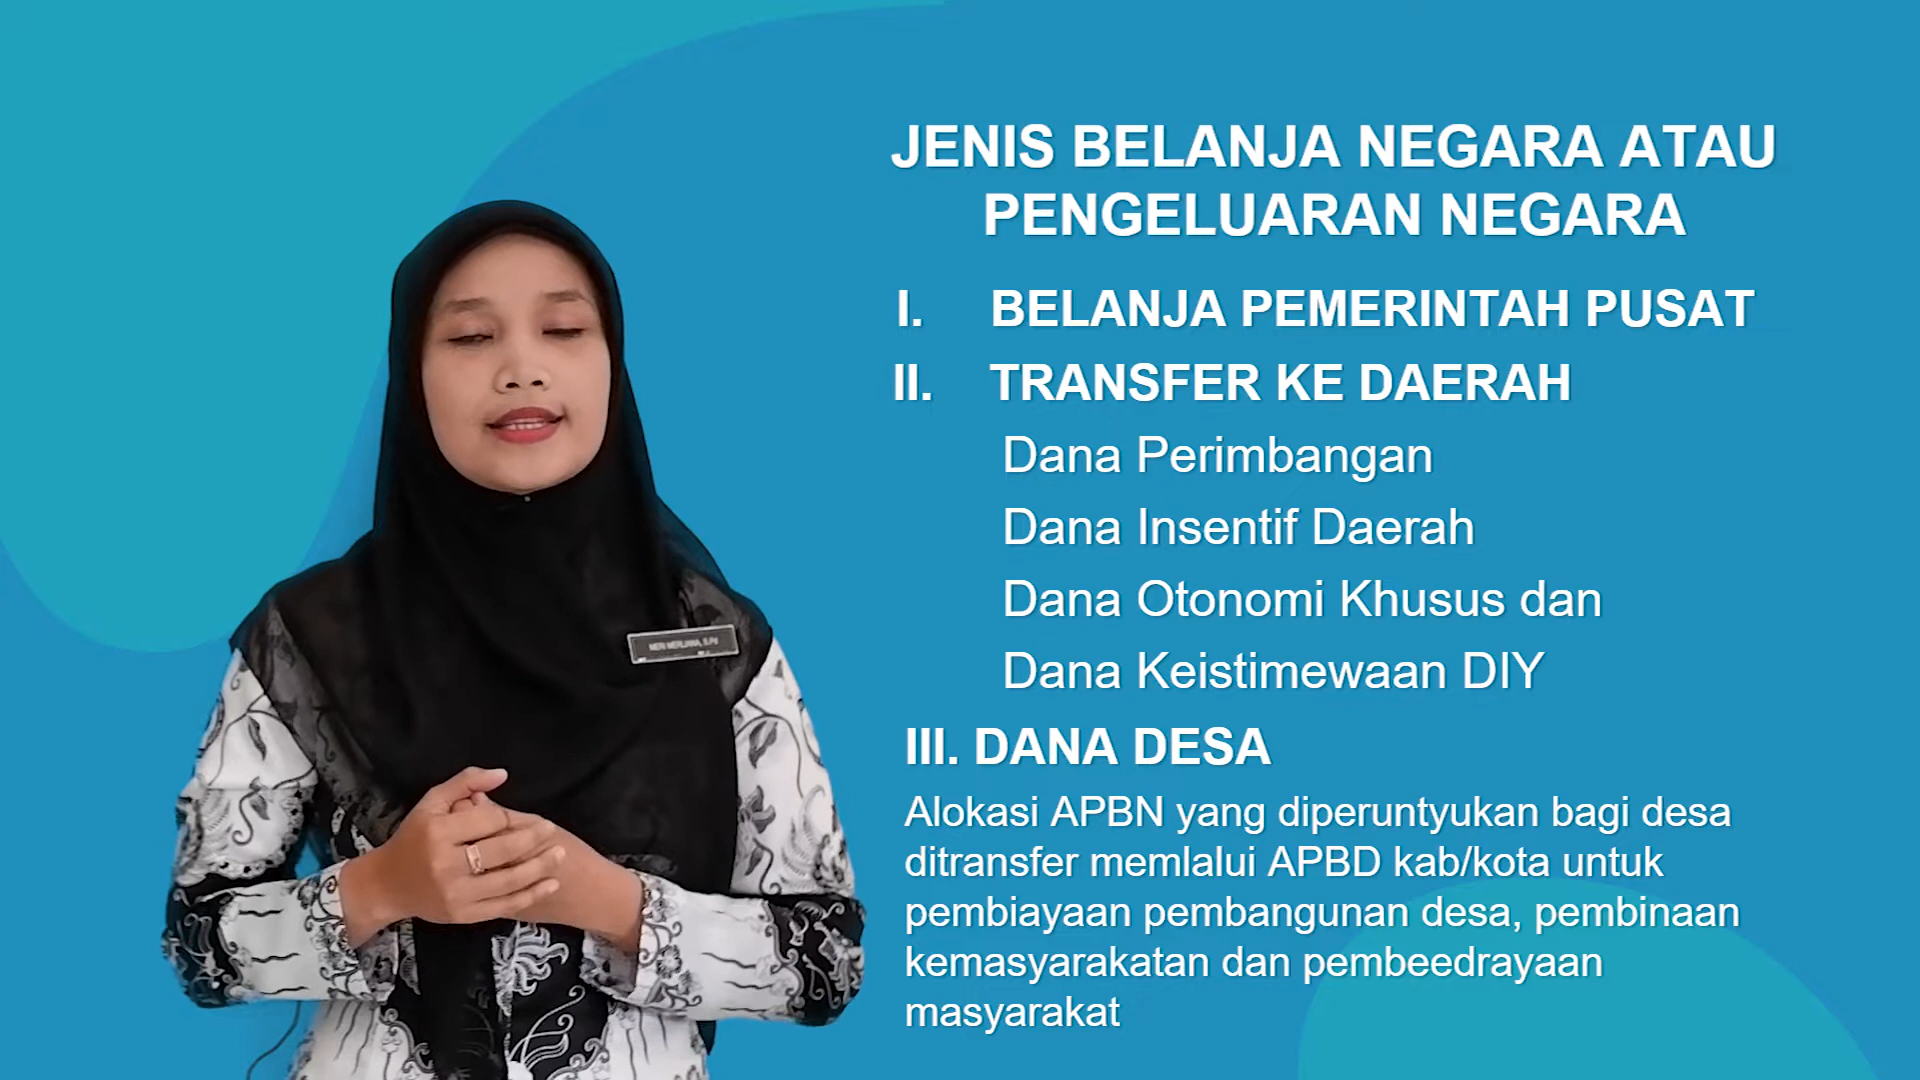 JENIS BELANJA NEGARA ATAU
PENGELUARAN NEGARA
I. BELANJA PEMERINTAH PUSAT
II. TRANSFER KE DAERAH
Dana Perimbangan
Dana Insentif Daerah
Dana Otonomi Khusus dan
Dana Keistimewaan DIY
III. DANA DESA
Alokasi APBN yang diperuntyukan bagi desa
ditransfer memlalui APBD kab/kota untuk
pembiayaan pembangunan desa, pembinaan
kemasyarakatan dan pembeedrayaan
masyarakat
S.Pd